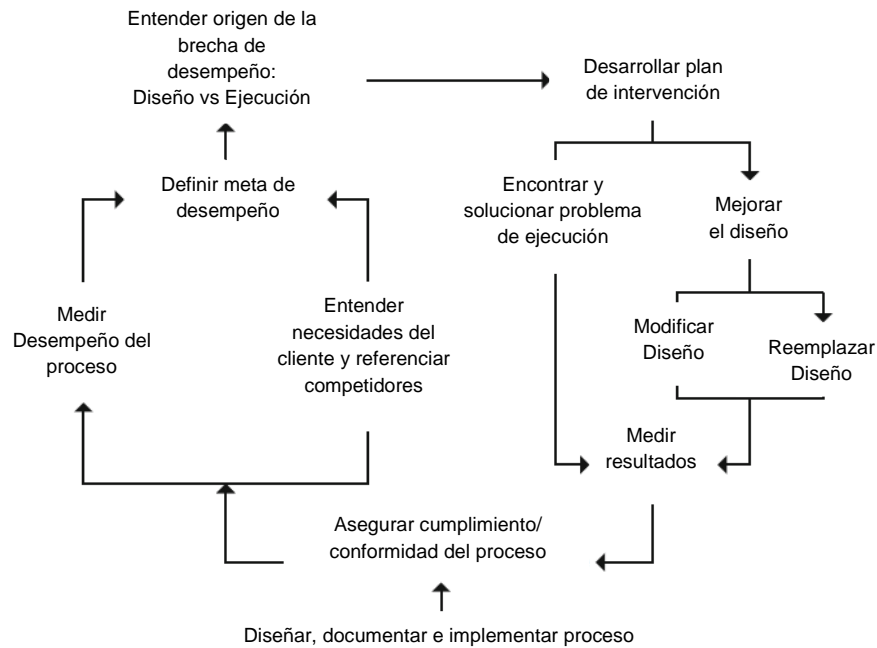 Entender origen de la
brecha de
desempeño:
Diseño vs Ejecución
Desarrollar plan
de intervención
Definir meta de
desempeño
Encontrar y
solucionar problema
de ejecución
Mejorar
el diseño
Medir
Desempeño del
proceso
Entender
necesidades del
cliente y referenciar
competidores
Modificar
Diseño
Reemplazar
Diseño
Medir
resultados
Asegurar cumplimiento/
conformidad del proceso
Diseñar, documentar e implementar proceso